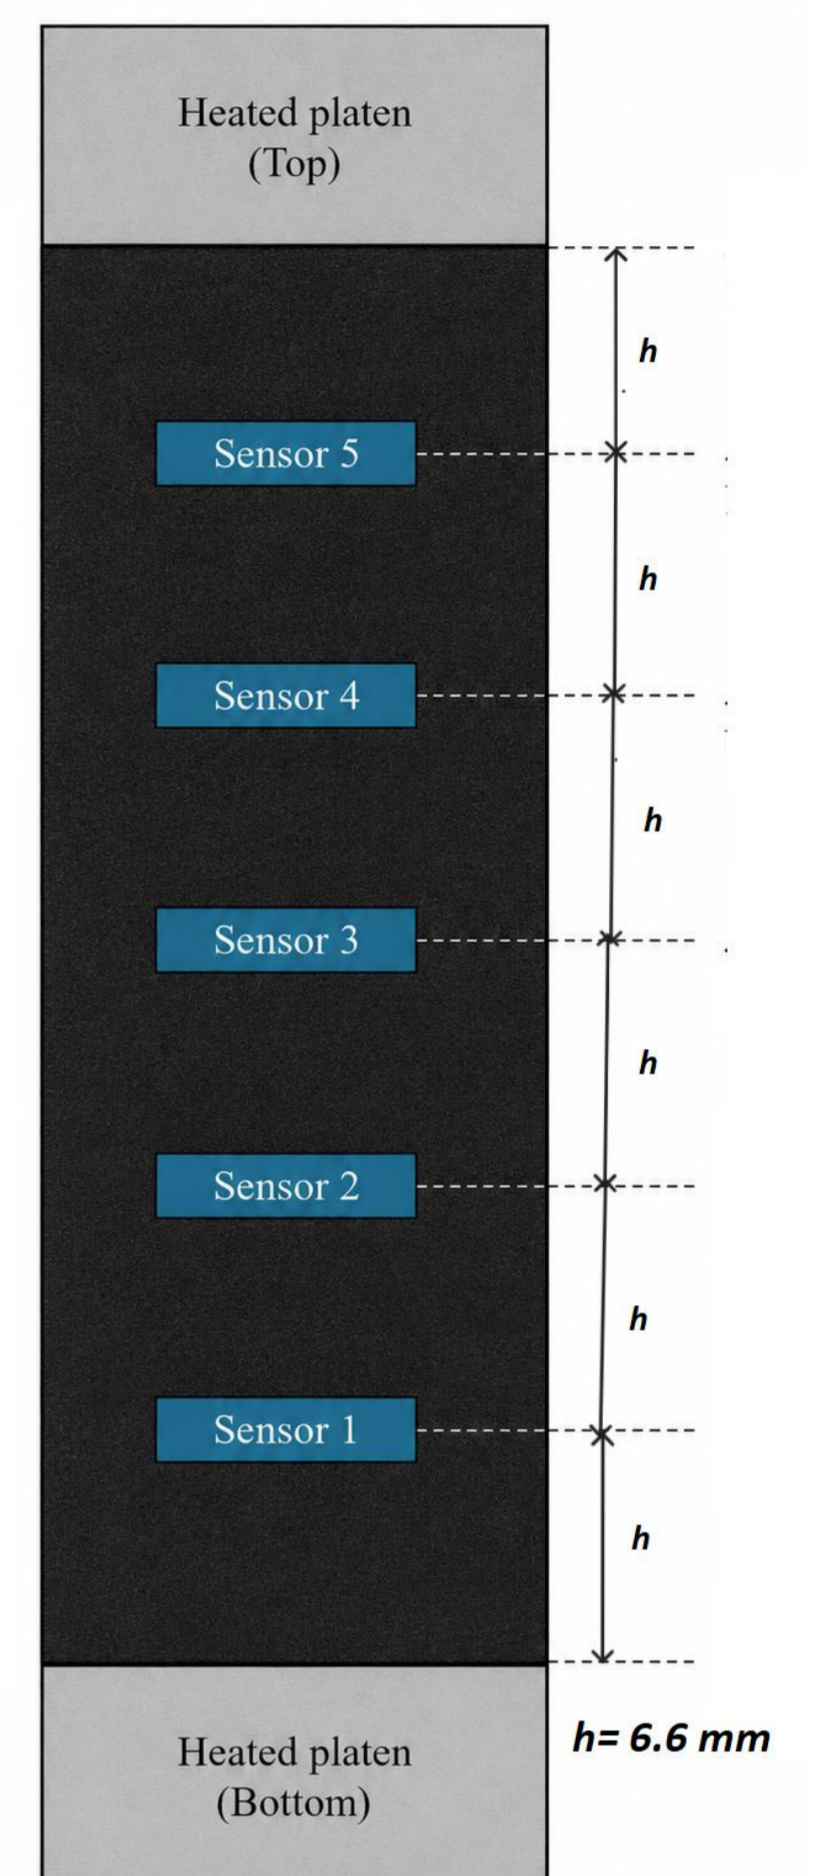 Heated platen
(Top)
h
Sensor 5
h
Sensor 4
h
Sensor 3
h
Sensor 2
h
Sensor 1
h
h= 6.6 mm
Heated platen
(Bottom)